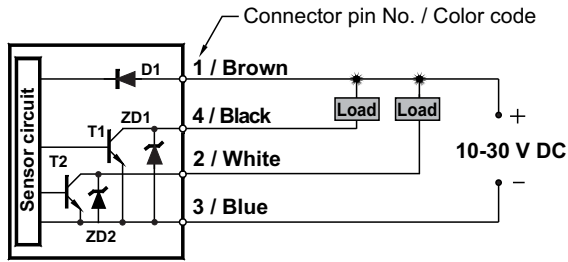 Connector pin No. / Color code
D1
1 / Brown
Sensor circuit
ZD1
4 / Black
Load
Load
+
T1
10-30 V DC
T2
2 / White
−
3 / Blue
ZD2